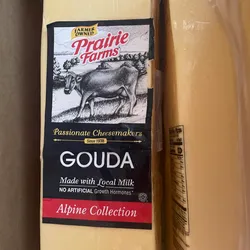 FARMER OWNED
Prairie
Farms
Passionate Cheesemakers
Since 1938
GOUDA
Made with Local Milk
NO ARTIFICIAL Growth Hormones*
Alpine Collection